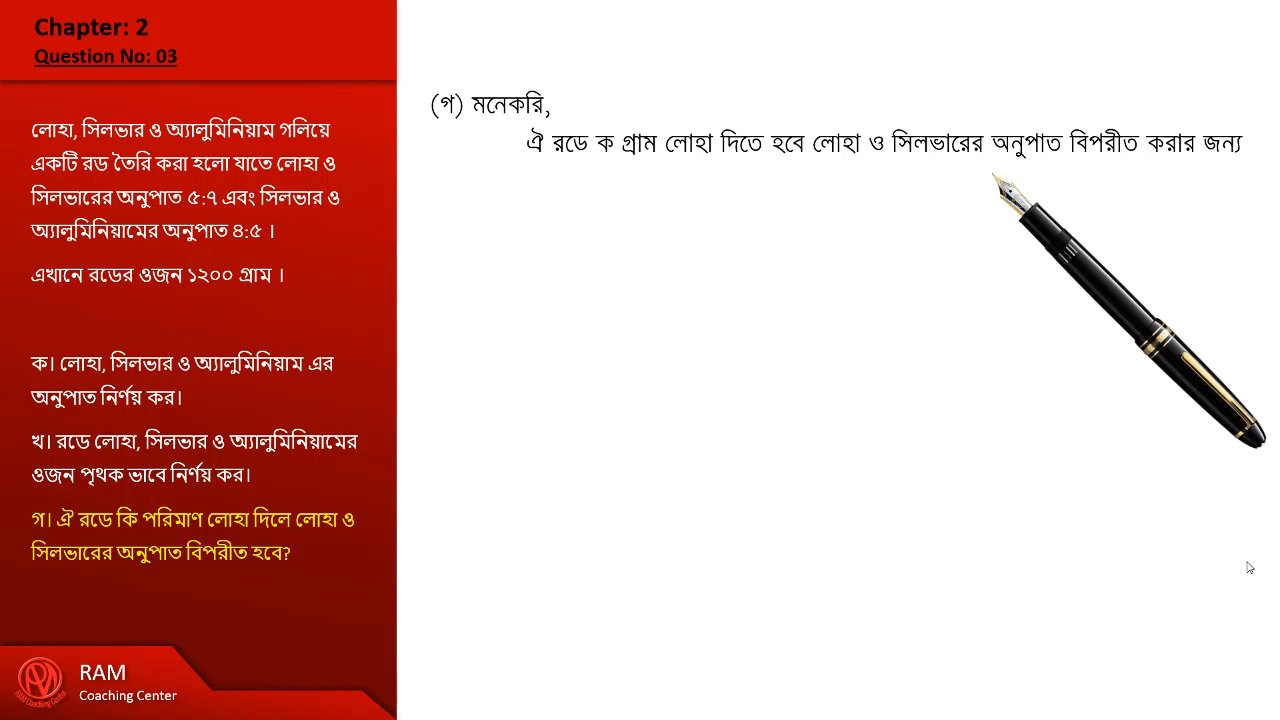 Chapter: 2
Question No: 03
লোহা, সিলভার ও অ্যালুমিনিয়াম গলিয়ে
একটি রড তৈরি করা হলো যাতে লোহা ও
সিলভারের অনুপাত ৫:৭ এবং সিলভার ও
অ্যালুমিনিয়ামের অনুপাত ৪:৫ ।
এখানে রডের ওজন ১২০০ গ্রাম ।
ক। লোহা, সিলভার ও অ্যালুমিনিয়াম এর
অনুপাত নির্ণয় কর।
খ। রডে লোহা, সিলভার ও অ্যালুমিনিয়ামের
ওজন পৃথক ভাবে নির্ণয় কর।
গ। ঐ রডে কি পরিমাণ লোহা দিলে লোহা ও
সিলভারের অনুপাত বিপরীত হবে?
RAM
Coaching Center
(গ) মনেকরি,
ঐ রডে ক গ্রাম লোহা দিতে হবে লোহা ও সিলভারের অনুপাত বিপরীত করার জন্য